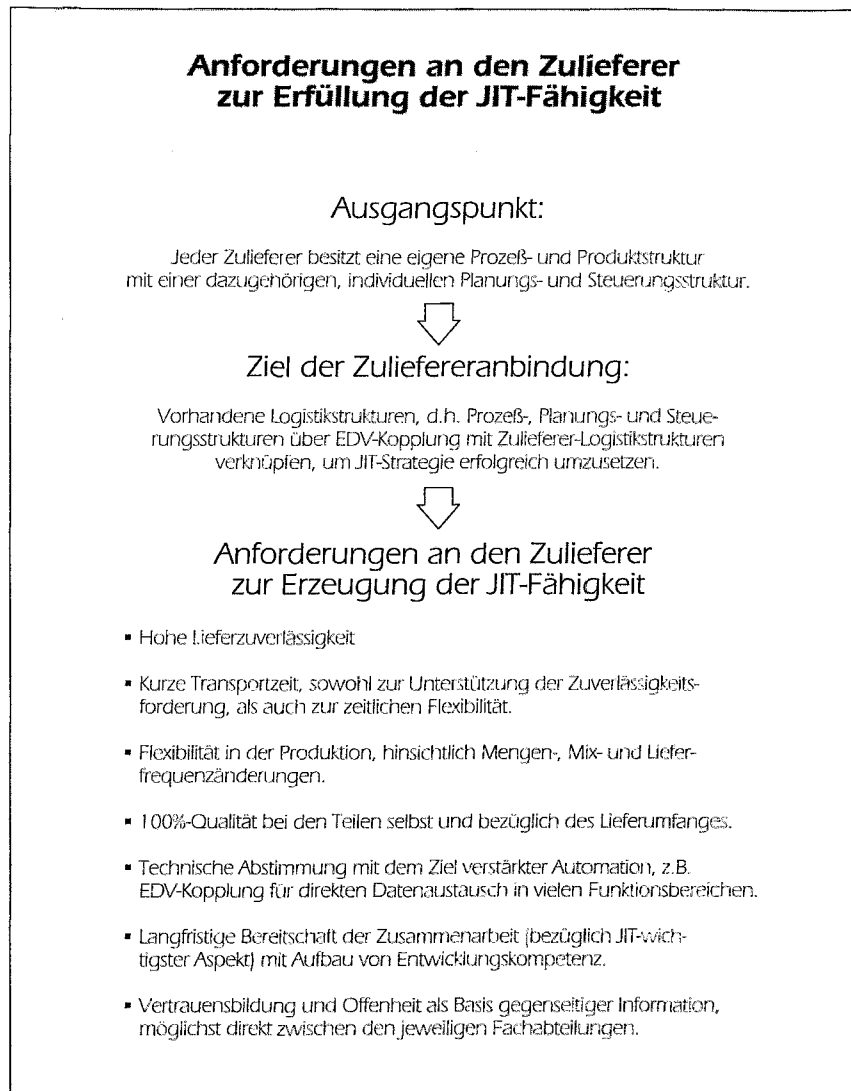 Anforderungen an den Zulieferer
zur Erfüllung der JIT-Fähigkeit
Ausgangspunkt:
Jeder Zulieferer besitzt eine eigene Prozeß- und Produktstruktur
mit einer dazugehörigen, individuellen Planungs- und Steuerungsstruktur.
Ziel der Zuliefereranbindung:
Vorhandene Logistikstrukturen, d.h. Prozeß-, Planungs- und Steue-
rungsstrukturen über EDV-Kopplung mit Zulieferer-Logistikstrukturen
verknüpfen, um JIT-Strategie erfolgreich umzusetzen.
Anforderungen an den Zulieferer
zur Erzeugung der JIT-Fähigkeit
▪ Hohe Lieferzuverlässigkeit
▪ Kurze Transportzeit, sowohl zur Unterstützung der Zuverlässigkeits-
forderung, als auch zur zeitlichen Flexibilität.
▪ Flexibilität in der Produktion, hinsichtlich Mengen-, Mix- und Liefer-
frequenzänderungen.
▪ 100%-Qualität bei den Teilen selbst und bezüglich des Lieferumfanges.
▪ Technische Abstimmung mit dem Ziel verstärkter Automation, z.B.
EDV-Kopplung für direkten Datenaustausch in vielen Funktionsbereichen.
▪ Langfristige Bereitschaft der Zusammenarbeit (bezüglich JIT-wich-
tigster Aspekt) mit Aufbau von Entwicklungskompetenz.
▪ Vertrauensbildung und Offenheit als Basis gegenseitiger Information,
möglichst direkt zwischen den jeweiligen Fachabteilungen.